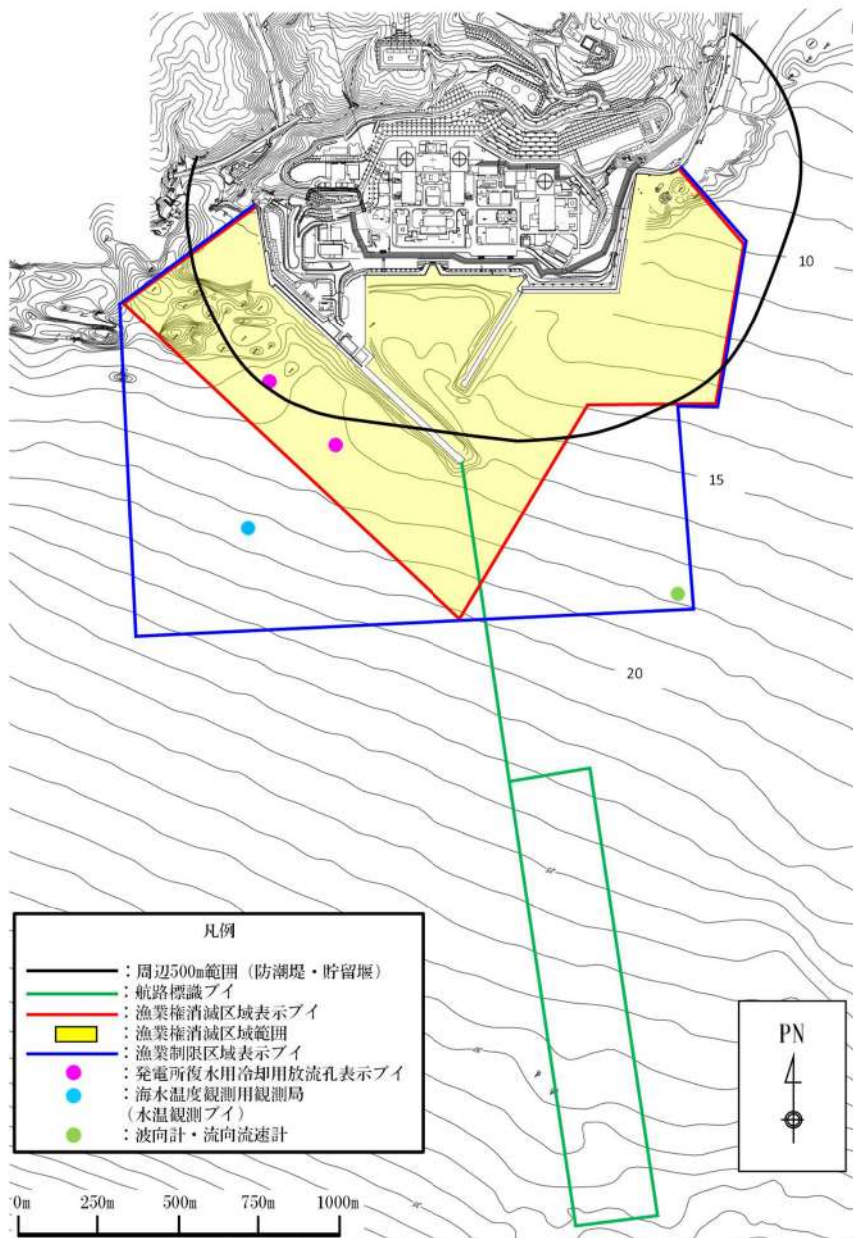 10
15
20
凡例
：周辺500m範囲（防潮堤・貯留堰）
：航路標識ブイ
：漁業権消滅区域表示ブイ
：漁業権消滅区域範囲
：漁業制限区域表示ブイ
：発電所復水用冷却用放流孔表示ブイ
：海水温度観測用観測局
（水温観測ブイ）
：波向計・流向流速計
PN
0m 250m 500m 750m 1000m